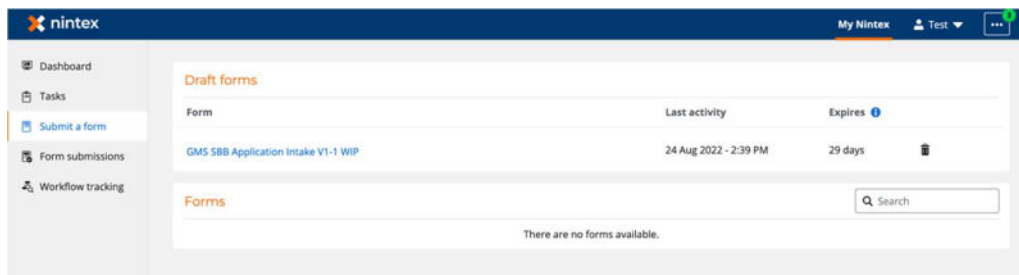 nintex
My Nintex
Test
Dashboard
Tasks
Submit a form
Form submissions
Workflow tracking
Draft forms
Form Last activity Expires
GMS SBB Application Intake V1-1 WIP 24 Aug 2022 - 2:39 PM 29 days
Forms
Search
There are no forms available.